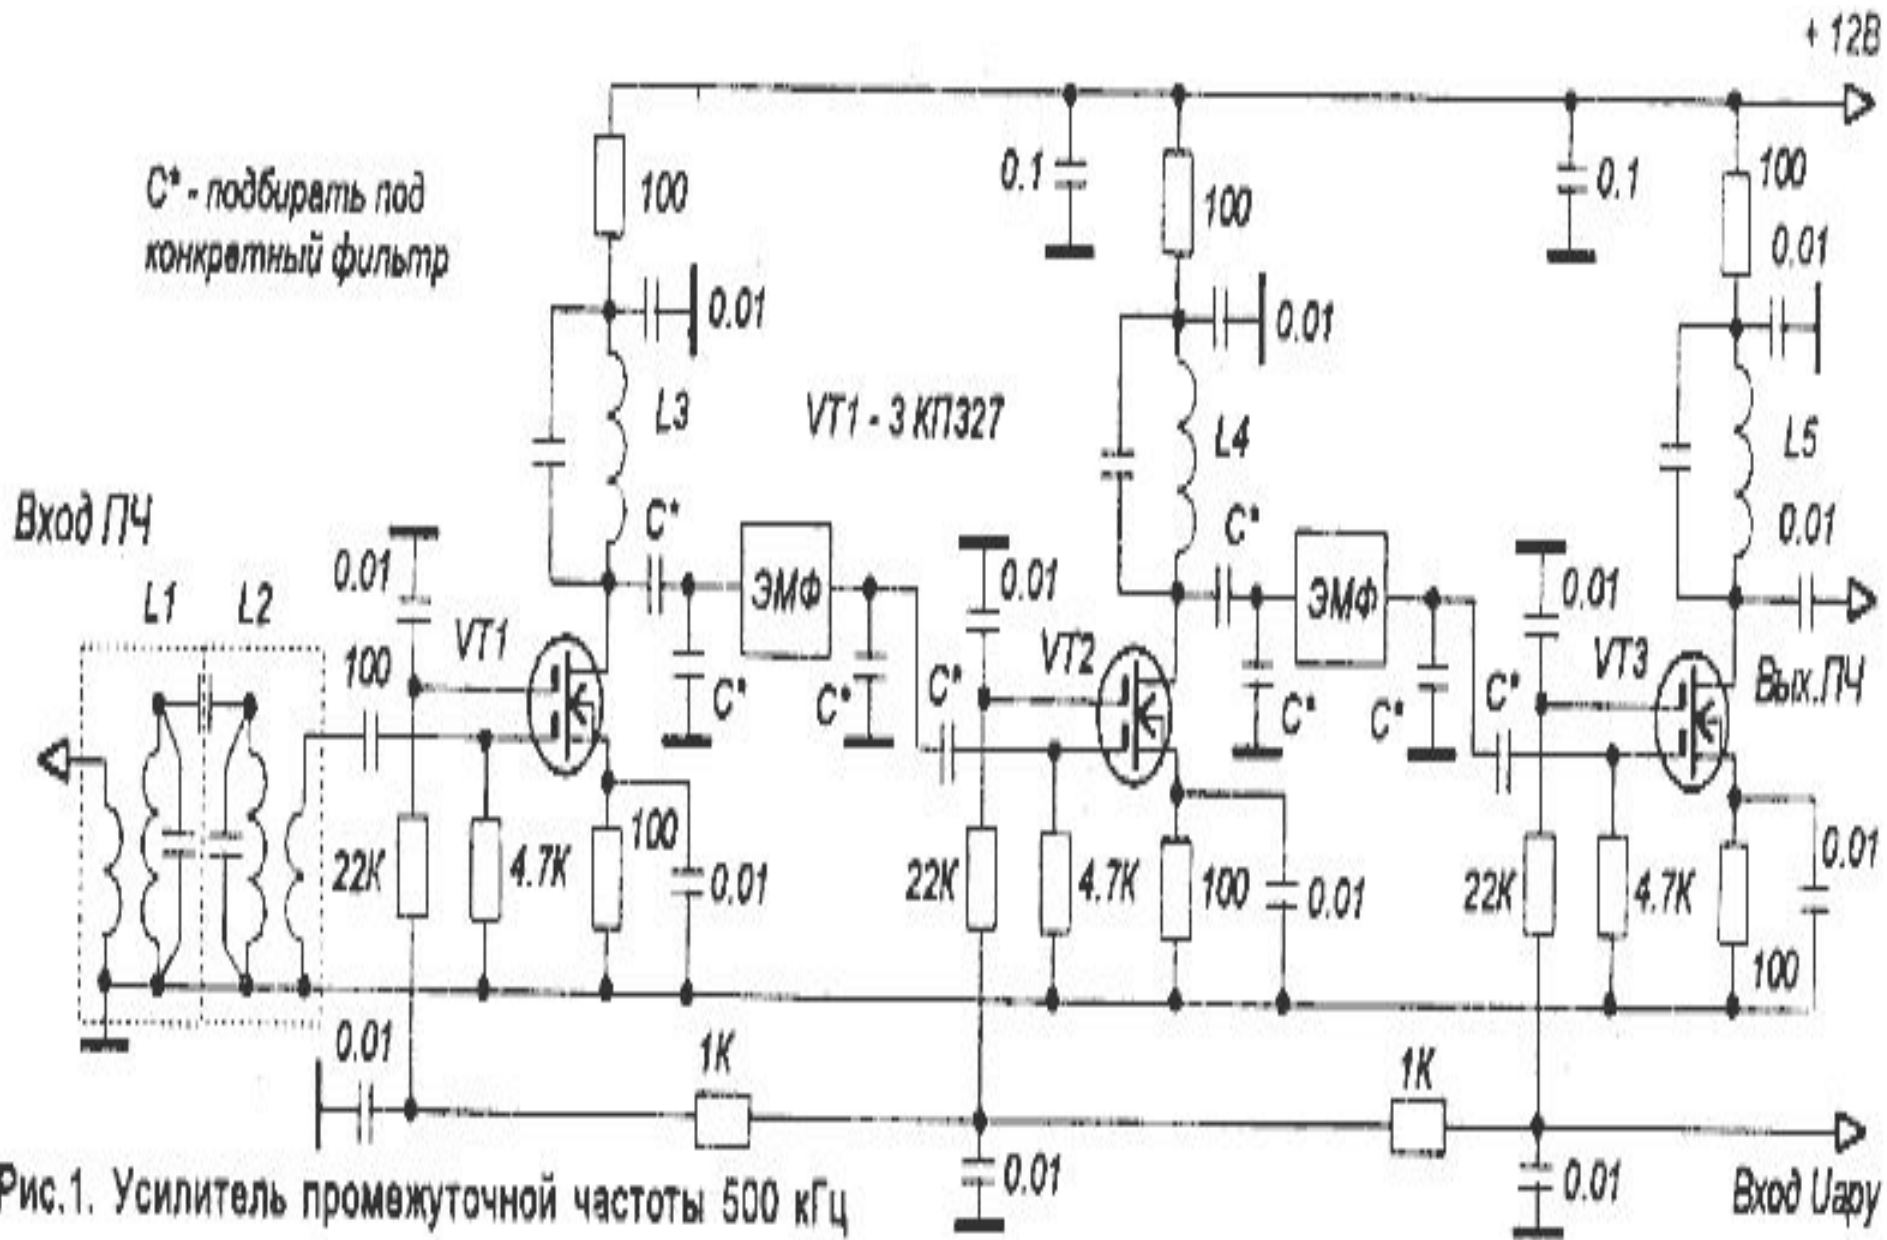 + 12В
С* - подбирать под
конкретный фильтр
100
0.1
100
0.1
100
0.01
0.01
0.01
L3
VT1 - 3 КП327
L4
L5
Вход ПЧ
0.01
С*
ЭМФ
0.01
С*
ЭМФ
0.01
0.01
L1
L2
100
VT1
С*
С*
С*
VT2
С*
С*
С*
VT3
Вых.ПЧ
22К
4.7К
100
0.01
22К
4.7К
100
0.01
22К
4.7К
100
0.01
0.01
1К
1К
0.01
0.01
Вход Uару
Рис.1. Усилитель промежуточной частоты 500 кГц